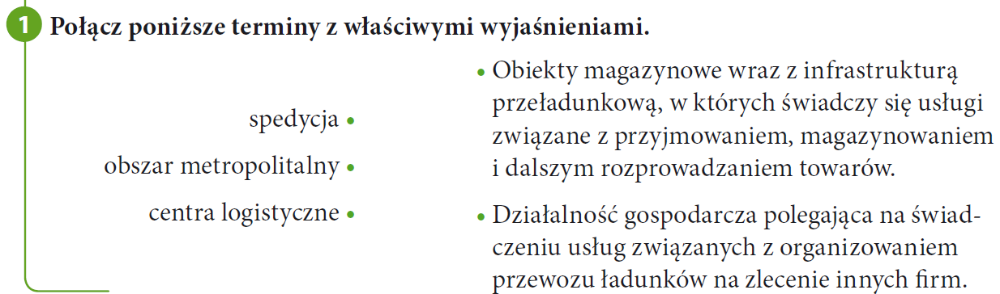 1 Połącz poniższe terminy z właściwymi wyjaśnieniami.
spedycja •
obszar metropolitalny •
centra logistyczne •
• Obiekty magazynowe wraz z infrastrukturą
przeładunkową, w których świadczy się usługi
związane z przyjmowaniem, magazynowaniem
i dalszym rozprowadzaniem towarów.
• Działalność gospodarcza polegająca na świad-
czeniu usług związanych z organizowaniem
przewozu ładunków na zlecenie innych firm.